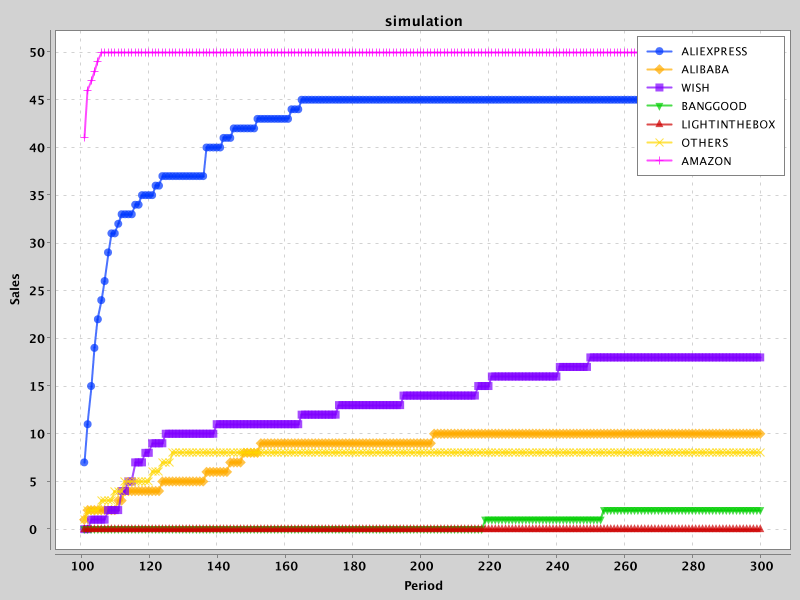 simulation
ALIEXPRESS
ALIBABA
WISH
BANGGOOD
LIGHTINTHEBOX
OTHERS
AMAZON
Sales
50
45
40
35
30
25
20
15
10
5
0
100 120 140 160 180 200 220 240 260 280 300
Period